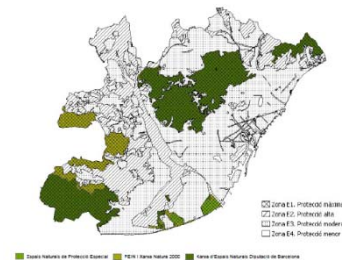 Zona E1. Protecció màxima
Zona E2. Protecció alta
Zona E3. Protecció moderada
Zona E4. Protecció menor
Espais Naturals de Protecció Especial
PEIN i Xarxa Natura 2000
Xarxa d'Espais Naturals Diputació de Barcelona